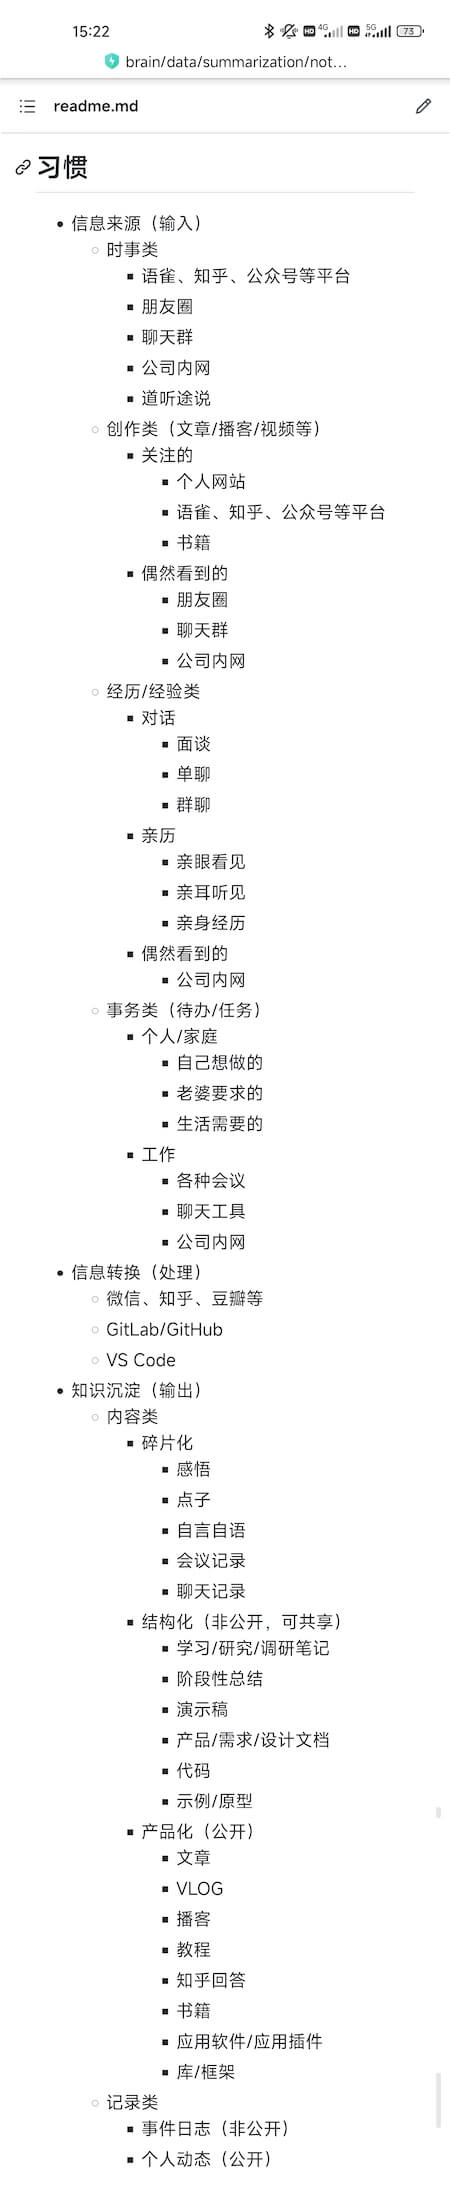 15:22
4G 5G 73
brain/data/summarization/not...
readme.md
习惯
信息来源（输入）
时事类
语雀、知乎、公众号等平台
朋友圈
聊天群
公司内网
道听途说
创作类（文章/播客/视频等）
关注的
个人网站
语雀、知乎、公众号等平台
书籍
偶然看到的
朋友圈
聊天群
公司内网
经历/经验类
对话
面谈
单聊
群聊
亲历
亲眼看见
亲耳听见
亲身经历
偶然看到的
公司内网
事务类（待办/任务）
个人/家庭
自己想做的
老婆要求的
生活需要的
工作
各种会议
聊天工具
公司内网
信息转换（处理）
微信、知乎、豆瓣等
GitLab/GitHub
VS Code
知识沉淀（输出）
内容类
碎片化
感悟
点子
自言自语
会议记录
聊天记录
结构化（非公开，可共享）
学习/研究/调研笔记
阶段性总结
演示稿
产品/需求/设计文档
代码
示例/原型
产品化（公开）
文章
VLOG
播客
教程
知乎回答
书籍
应用软件/应用插件
库/框架
记录类
事件日志（非公开）
个人动态（公开）